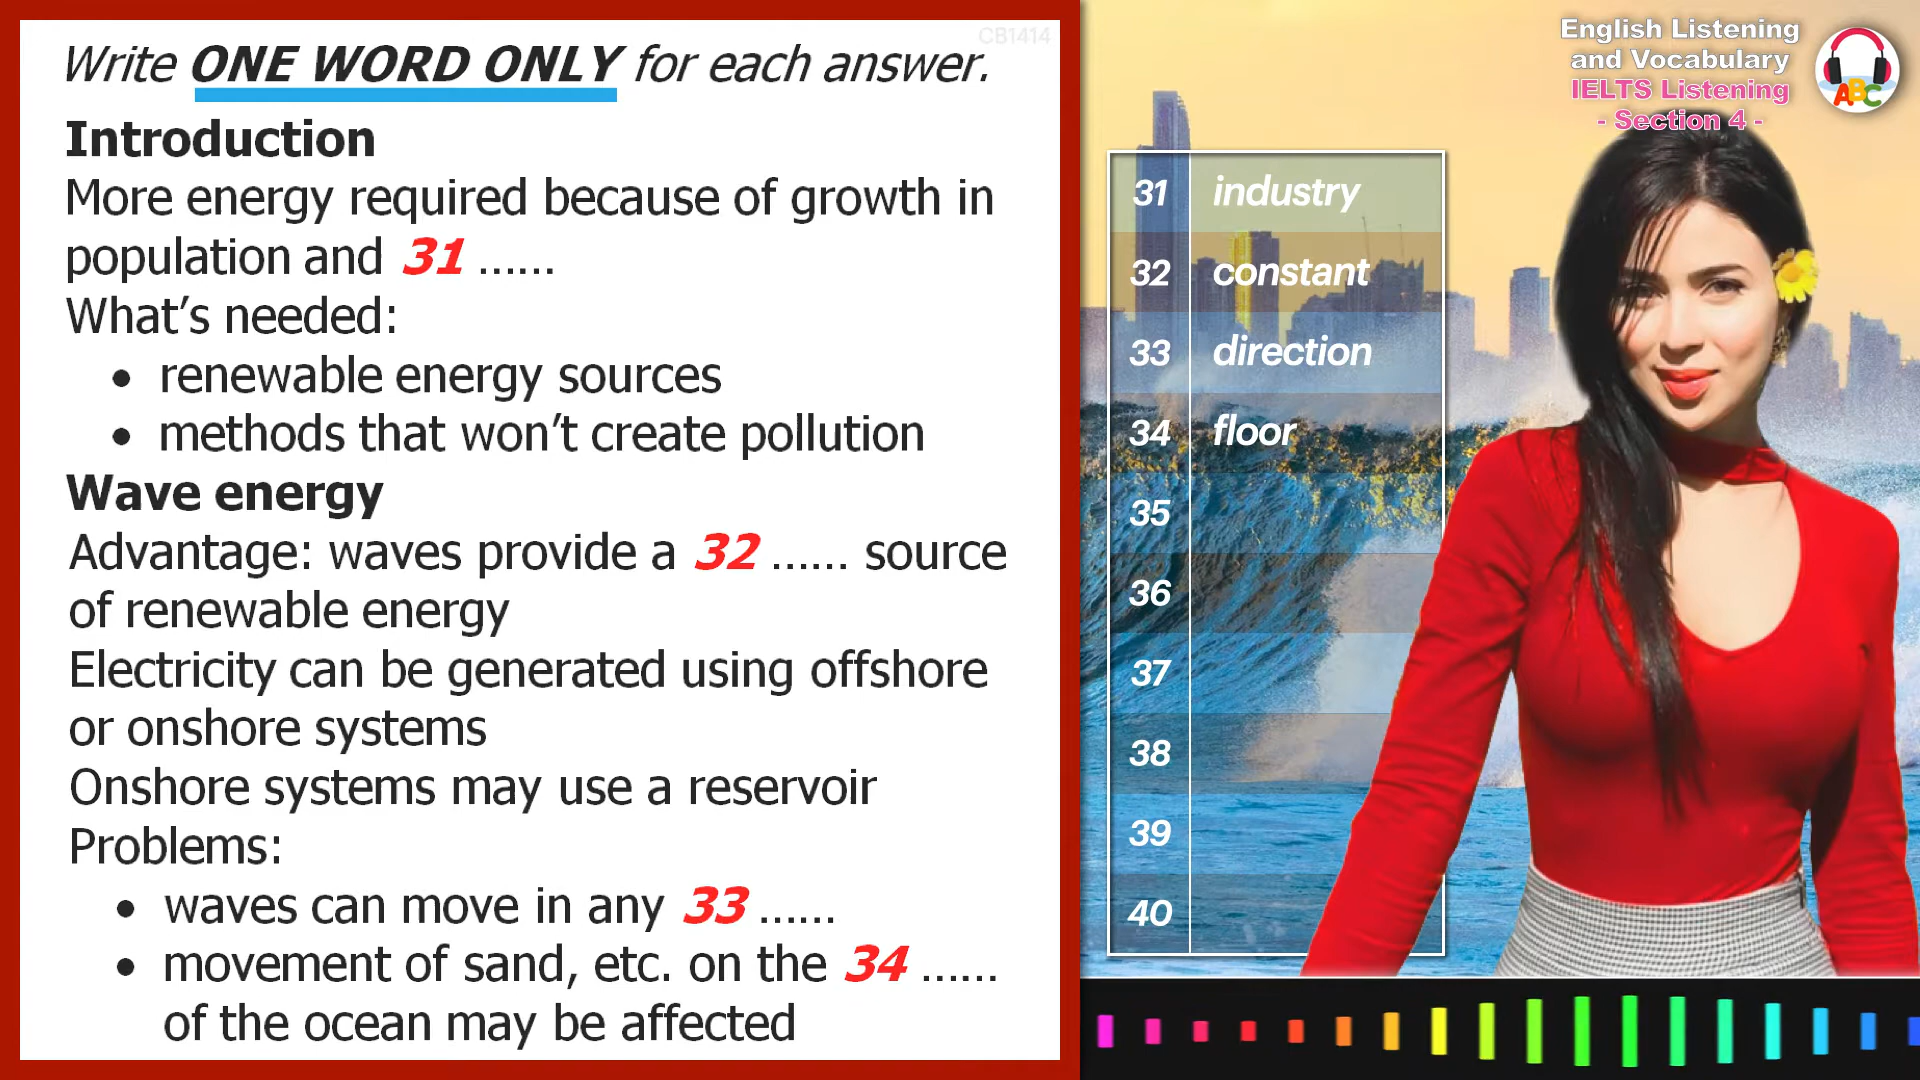 CB1414
Write ONE WORD ONLY for each answer.
Introduction
More energy required because of growth in
population and 31 ......
What's needed:
• renewable energy sources
• methods that won't create pollution
Wave energy
Advantage: waves provide a 32 ...... source
of renewable energy
Electricity can be generated using offshore
or onshore systems
Onshore systems may use a reservoir
Problems:
• waves can move in any 33 ......
• movement of sand, etc. on the 34 ......
of the ocean may be affected
English Listening
and Vocabulary
IELTS Listening
- Section 4 -
ABC
31 industry
32 constant
33 direction
34 floor
35
36
37
38
39
40